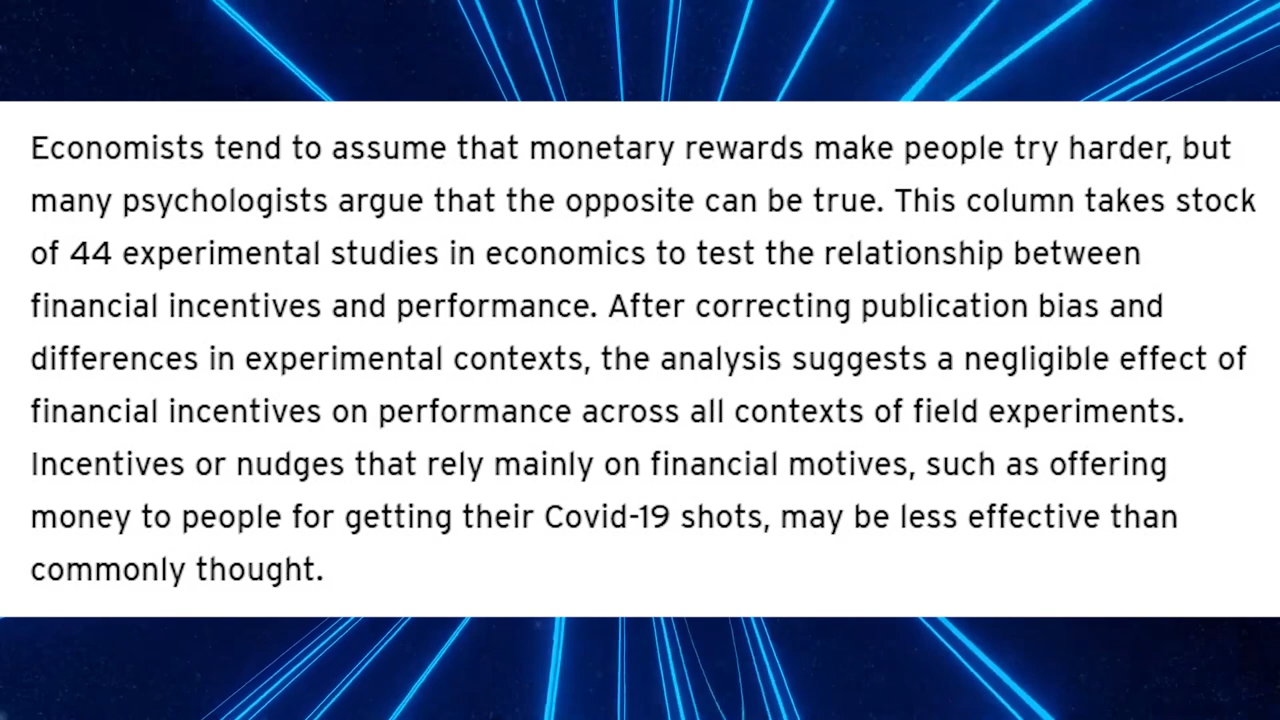 Economists tend to assume that monetary rewards make people try harder, but
many psychologists argue that the opposite can be true. This column takes stock
of 44 experimental studies in economics to test the relationship between
financial incentives and performance. After correcting publication bias and
differences in experimental contexts, the analysis suggests a negligible effect of
financial incentives on performance across all contexts of field experiments.
Incentives or nudges that rely mainly on financial motives, such as offering
money to people for getting their Covid-19 shots, may be less effective than
commonly thought.